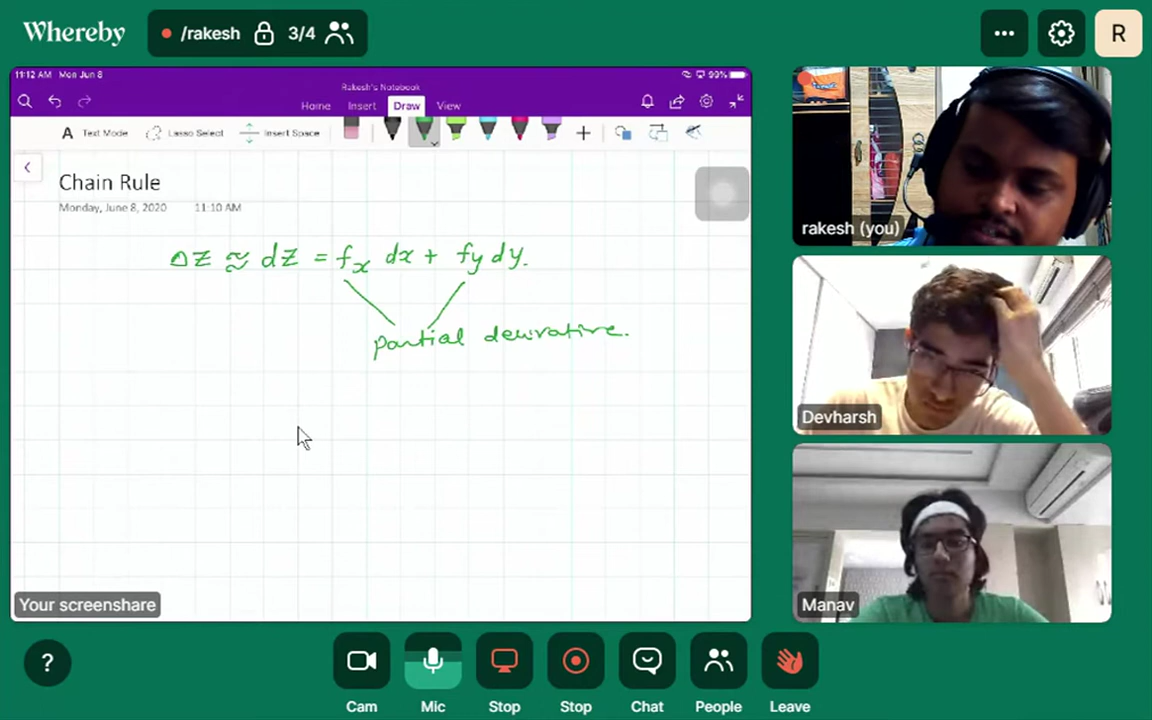 Whereby
/rakesh 3/4
R
11:12 AM Mon Jun 8
99%
Rakesh's Notebook
Home Insert Draw View
A Text Mode Lasso Select Insert Space
Chain Rule
Monday, June 8, 2020 11:10 AM
Δz ≈ dz = fx dx + fy dy.
partial derivative.
Your screenshare
rakesh (you)
Devharsh
Manav
?
Cam Mic Stop Stop Chat People Leave